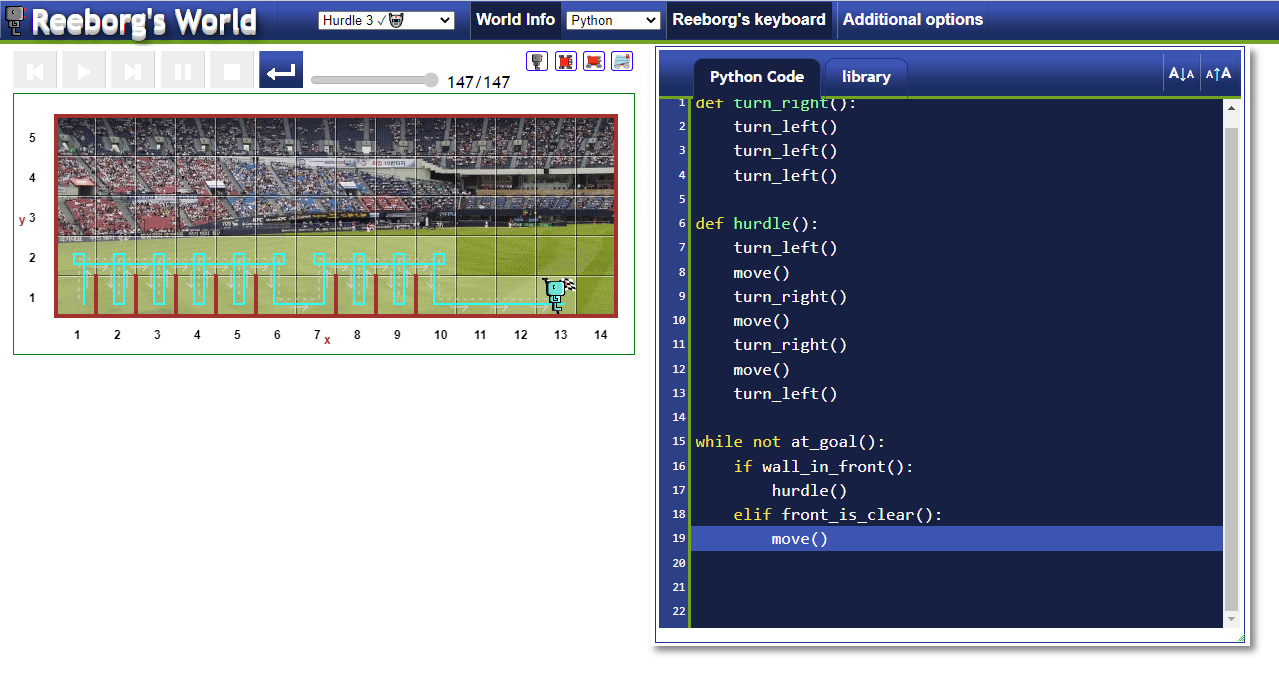 Reeborg's World
Hurdle 3 ✓
World Info
Python
Reeborg's keyboard
Additional options
147/147
Python Code
library
A↓A
A↑A
5
4
y 3
2
1
1 2 3 4 5 6 7 x 8 9 10 11 12 13 14
1 def turn_right():
2     turn_left()
3     turn_left()
4     turn_left()
5
6 def hurdle():
7     turn_left()
8     move()
9     turn_right()
10     move()
11     turn_right()
12     move()
13     turn_left()
14
15 while not at_goal():
16     if wall_in_front():
17         hurdle()
18     elif front_is_clear():
19         move()
20
21
22